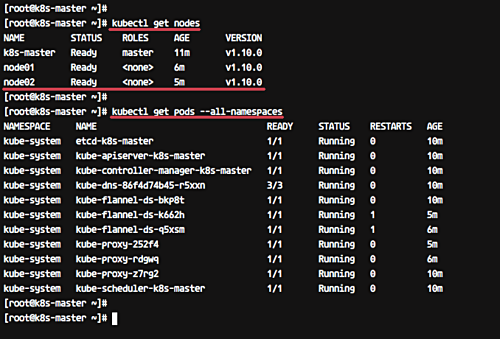 [root@k8s-master ~]#
[root@k8s-master ~]# kubectl get nodes
NAME STATUS ROLES AGE VERSION
k8s-master Ready master 11m v1.10.0
node01 Ready <none> 6m v1.10.0
node02 Ready <none> 5m v1.10.0
[root@k8s-master ~]#
[root@k8s-master ~]# kubectl get pods --all-namespaces
NAMESPACE NAME READY STATUS RESTARTS AGE
kube-system etcd-k8s-master 1/1 Running 0 10m
kube-system kube-apiserver-k8s-master 1/1 Running 0 10m
kube-system kube-controller-manager-k8s-master 1/1 Running 0 10m
kube-system kube-dns-86f4d74b45-r5xxn 3/3 Running 0 10m
kube-system kube-flannel-ds-bkp8t 1/1 Running 0 10m
kube-system kube-flannel-ds-k662h 1/1 Running 1 5m
kube-system kube-flannel-ds-q5xsm 1/1 Running 1 6m
kube-system kube-proxy-252f4 1/1 Running 0 5m
kube-system kube-proxy-rdgwq 1/1 Running 0 6m
kube-system kube-proxy-z7rg2 1/1 Running 0 10m
kube-system kube-scheduler-k8s-master 1/1 Running 0 10m
[root@k8s-master ~]#
[root@k8s-master ~]#